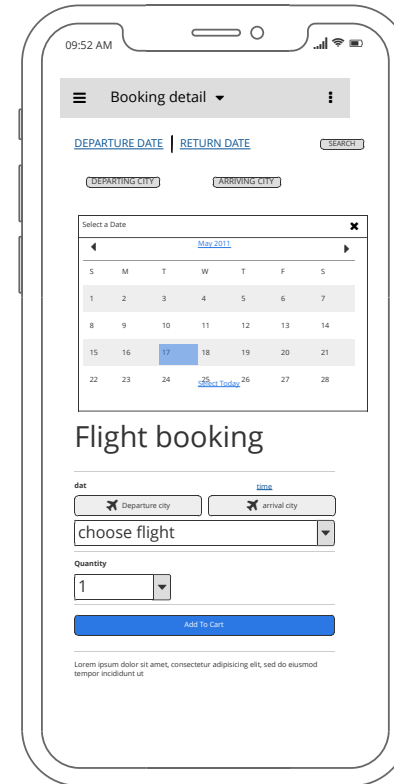 09:52 AM
Booking detail
DEPARTURE DATE RETURN DATE SEARCH
DEPARTING CITY ARRIVING CITY
Select a Date
May 2011
S M T W T F S
1 2 3 4 5 6 7
8 9 10 11 12 13 14
15 16 17 18 19 20 21
22 23 24 25 26 27 28
Select Today
Flight booking
dat time
Departure city arrival city
choose flight
Quantity
1
Add To Cart
Lorem ipsum dolor sit amet, consectetur adipisicing elit, sed do eiusmod
tempor incididunt ut